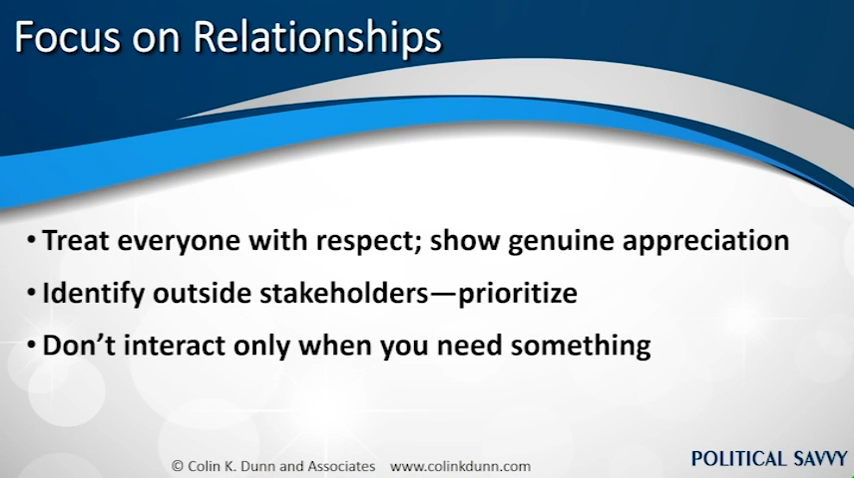 Focus on Relationships
• Treat everyone with respect; show genuine appreciation
• Identify outside stakeholders—prioritize
• Don’t interact only when you need something
© Colin K. Dunn and Associates www.colinkdunn.com
POLITICAL SAVVY